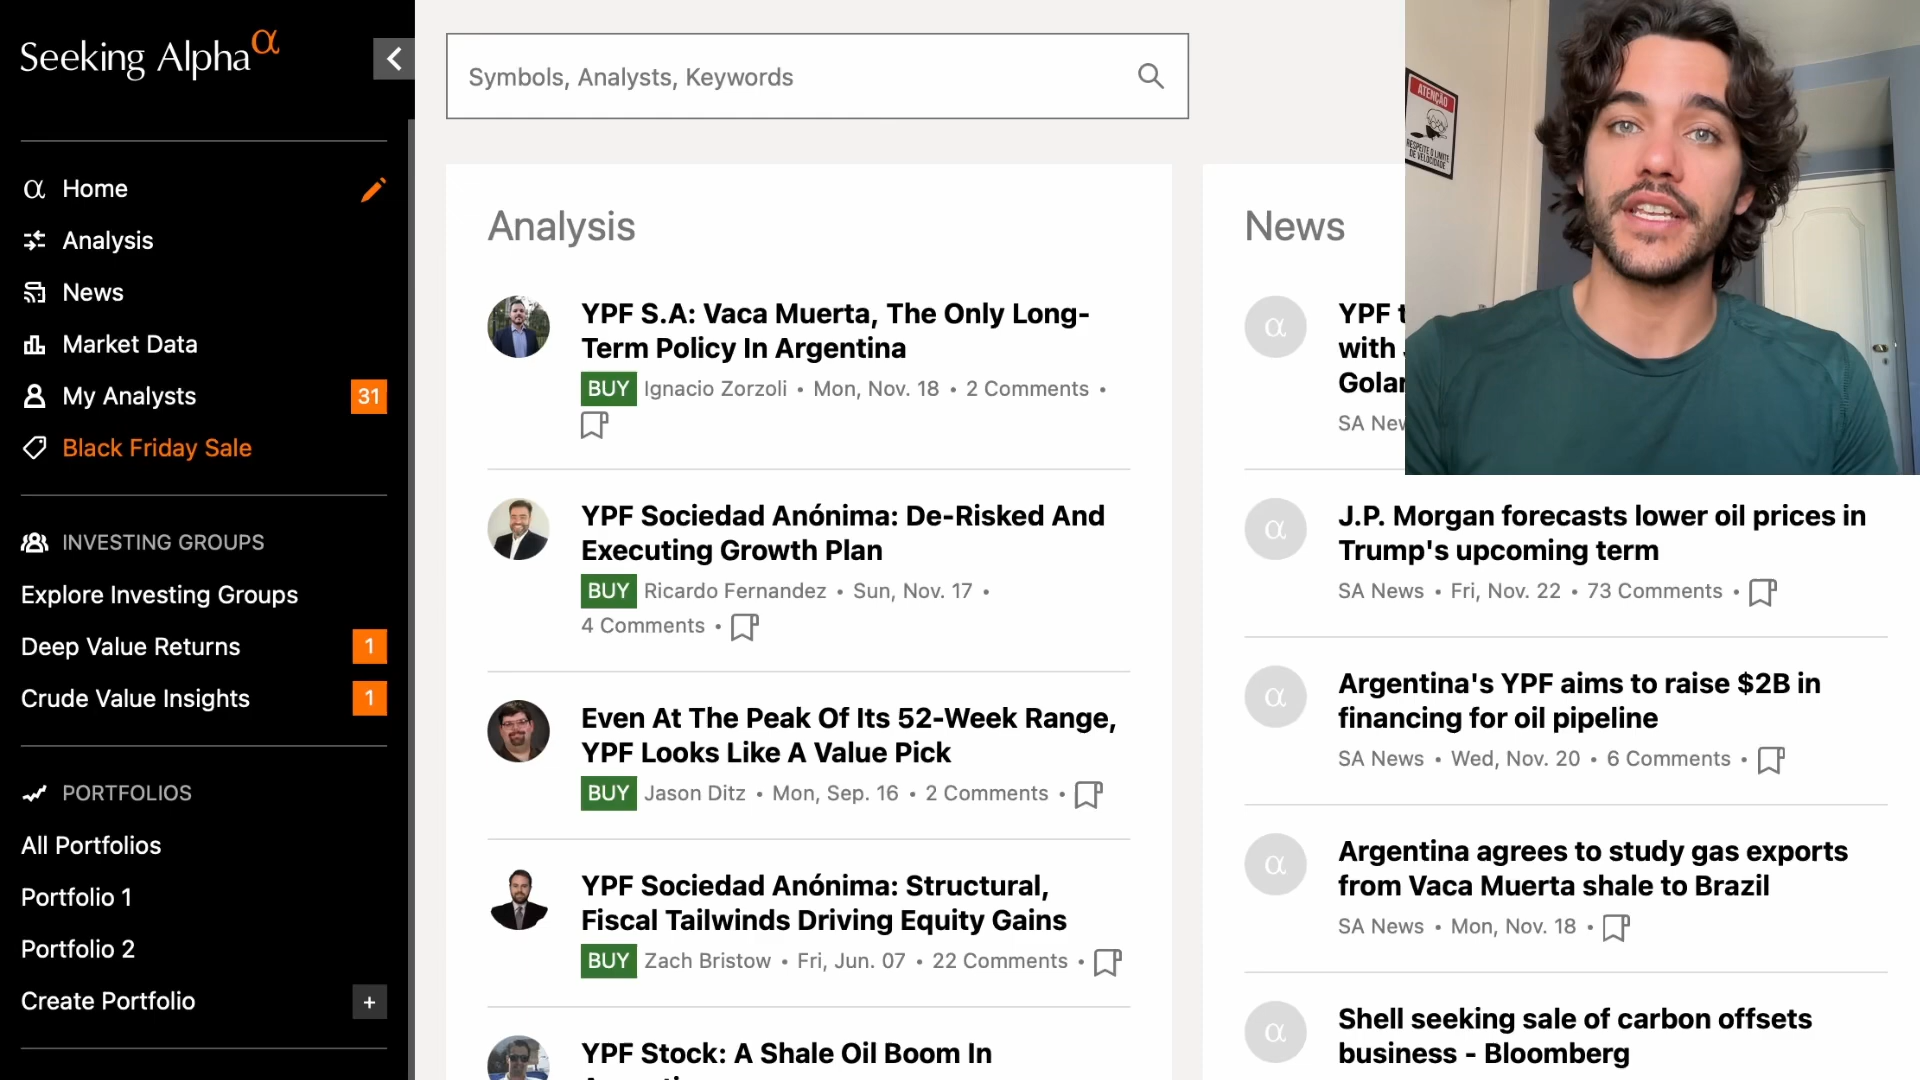 Seeking Alpha α
Home
Analysis
News
Market Data
My Analysts 31
Black Friday Sale
INVESTING GROUPS
Explore Investing Groups
Deep Value Returns 1
Crude Value Insights 1
PORTFOLIOS
All Portfolios
Portfolio 1
Portfolio 2
Create Portfolio +
Symbols, Analysts, Keywords
Analysis
YPF S.A: Vaca Muerta, The Only Long-
Term Policy In Argentina
BUY Ignacio Zorzoli • Mon, Nov. 18 • 2 Comments •
YPF Sociedad Anónima: De-Risked And
Executing Growth Plan
BUY Ricardo Fernandez • Sun, Nov. 17 •
4 Comments •
Even At The Peak Of Its 52-Week Range,
YPF Looks Like A Value Pick
BUY Jason Ditz • Mon, Sep. 16 • 2 Comments •
YPF Sociedad Anónima: Structural,
Fiscal Tailwinds Driving Equity Gains
BUY Zach Bristow • Fri, Jun. 07 • 22 Comments •
YPF Stock: A Shale Oil Boom In
News
YPF
with
SA
J.P. Morgan forecasts lower oil prices in
Trump's upcoming term
SA News • Fri, Nov. 22 • 73 Comments •
Argentina's YPF aims to raise $2B in
financing for oil pipeline
SA News • Wed, Nov. 20 • 6 Comments •
Argentina agrees to study gas exports
from Vaca Muerta shale to Brazil
SA News • Mon, Nov. 18 •
Shell seeking sale of carbon offsets
business - Bloomberg
ATENÇÃO
RESPEITE O LIMITE
DE VELOCIDADE